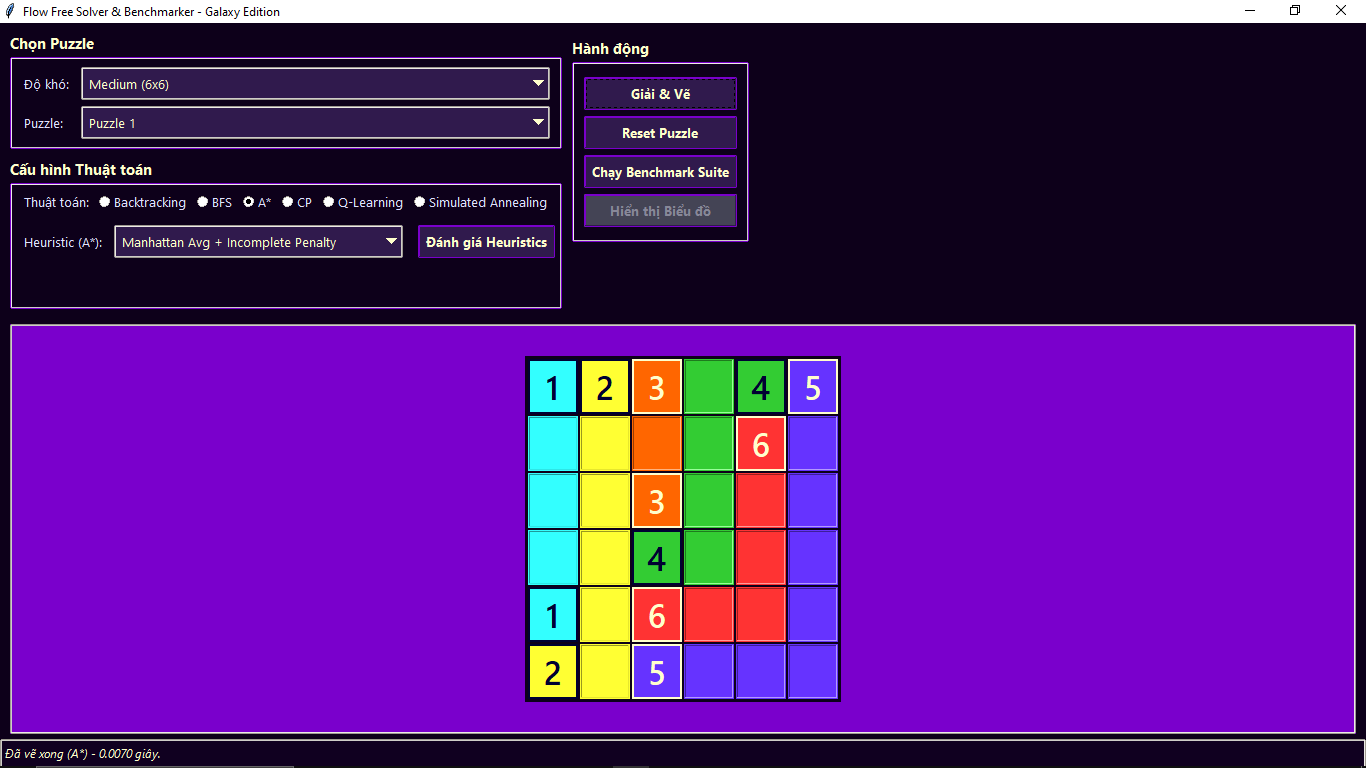 Flow Free Solver & Benchmarker - Galaxy Edition
Chọn Puzzle
Độ khó: Medium (6x6)
Puzzle: Puzzle 1
Cấu hình Thuật toán
Thuật toán: Backtracking BFS A* CP Q-Learning Simulated Annealing
Heuristic (A*): Manhattan Avg + Incomplete Penalty Đánh giá Heuristics
Hành động
Giải & Vẽ
Reset Puzzle
Chạy Benchmark Suite
Hiển thị Biểu đồ
1 2 3 4 5
6
3
4
1 6
2 5
Đã vẽ xong (A*) - 0.0070 giây.